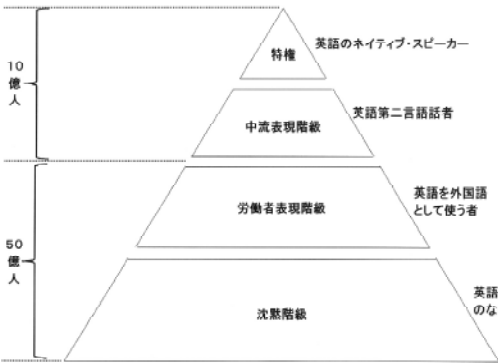 特権
英語のネイティブ・スピーカー
10
億
人
中流表現階級
英語第二言語話者
労働者表現階級
英語を外国語
として使う者
50
億
人
沈黙階級
英語
のな